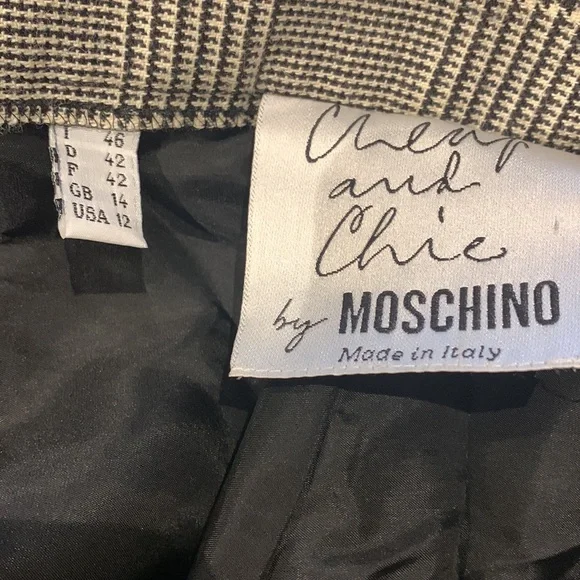 I 46
D 42
F 42
GB 14
USA 12
Cheap
and
Chic
by MOSCHINO
Made in Italy